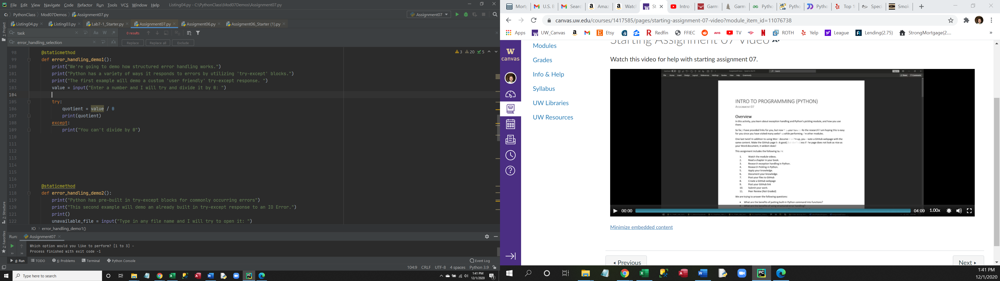 File Edit View Navigate Code Refactor Run Tools VCS Window Help Listing04.py - C:\PythonClass\Mod07Demos\Assignment07.py
C: PythonClass Mod07Demos Assignment07.py Assignment07
Listing04.py Listing03.py Lab7-1_Starter.py Assignment07.py Assigment06.py Assigment06_Starter (1).py
task 0 results
error_handling_selection Replace Replace all Exclude
3 20 5
98 @staticmethod
99 def error_handling_demo1():
100 print("We're going to demo how structured error handling works.")
101 print("Python has a variety of ways it responds to errors by utilizing 'try-except' blocks.")
102 print("The first example will demo a custom 'user friendly' try-except response. ")
103 value = input("Enter a number and I will try and divide it by 0: ")
104
105 try:
106 quotient = value / 0
107 print(quotient)
108 except:
109 print("You can't divide by 0")
110
111
112
113
114
115
116
117 @staticmethod
118 def error_handling_demo2():
119 print("Python has pre-built in try-except blocks for commonly occurring errors")
120 print("This second example will demo an already built in try-except response to an IO Error.")
121 print()
122 unavailable_file = input("Type in any file name and I will try to open it: ")
IO error_handling_demo1()
Run: Assignment07
Which option would you like to perform? [1 to 3] -
Process finished with exit code -1
1: Project
7: Structure
2: Favorites
4: Run TODO 6: Problems Terminal Python Console Event Log
104:9 CRLF UTF-8 4 spaces Python 3.9
Type here to search
1:41 PM
12/1/2020
Mort U.S. B Searc Amaz Watch St Intro Garm Garm Pytho Pytho Pytho Top 1 Speci Smok
canvas.uw.edu/courses/1417585/pages/starting-assignment-07-video?module_item_id=11076738
Apps UW_Canvas Etsy Redfin FFIEC AVIS TV ROTH Yelp League Lending(2.75) StrongMortgage(2....
canvas
Modules
Grades
Info & Help
Syllabus
UW Libraries
UW Resources
Starting Assignment 07 Video
Watch this video for help with starting assignment 07.
INTRO TO PROGRAMMING (PYTHON)
ASSIGNMENT 07
Overview
In this activity, you learn about exception handling and Python's pickling module, and how you use
them.
So far, I have provided links for you, but now your do the research! I am hoping this is easy
for you since you have visited many while performing the other modules.
One last twist! In addition to using Word document write-up, you create a GitHub webpage with the
same content. Make the GitHub page look good, but don't stress if the page does not look as nice as
your Word document, it seldom does!
This assignment includes the following
1. Watch the module videos.
2. Read a chapter in your book.
3. Research exception handling in Python.
4. Research Pickling in Python.
5. Apply your knowledge.
6. Document your knowledge.
7. Post your files to GitHub
8. Create a GitHub webpage
9. Post your GitHub link
10. Submit your work.
11. Peer Review (Not Graded)
We are trying to answer the following questions:
• What are the benefits of putting built-in Python command into functions?
00:00 04:09 1.00x
Minimize embedded content
Previous Next
1:41 PM
12/1/2020